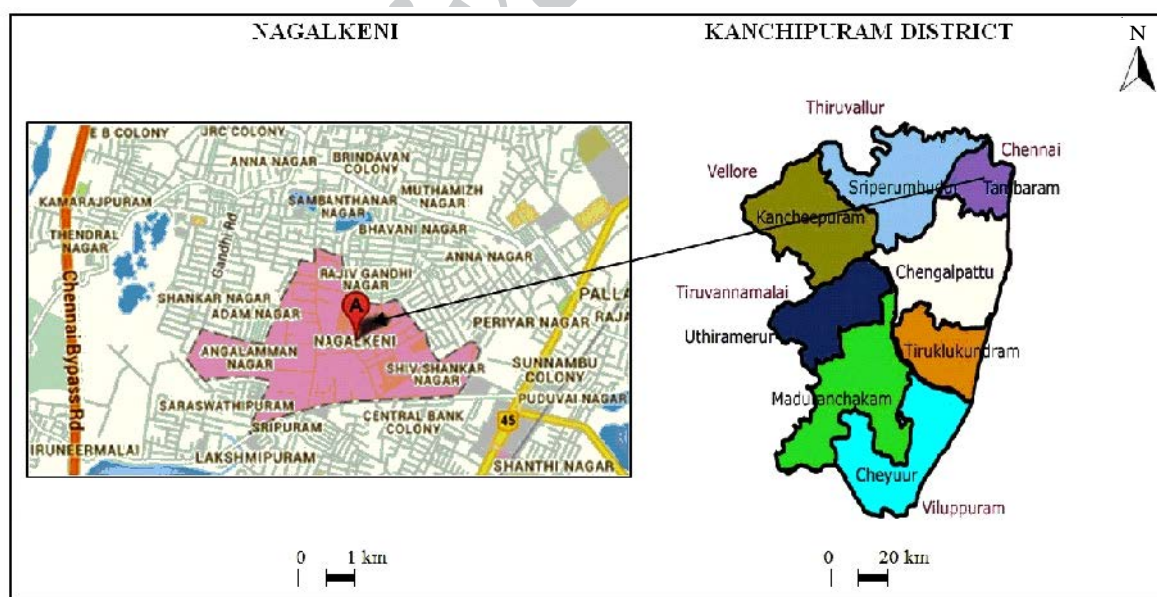 NAGALKENI
KANCHIPURAM DISTRICT
N
E B COLONY
JRC COLONY
ANNA NAGAR
BRINDAVAN
COLONY
KAMARAJPURAM
SAMBANTHANAR
NAGAR
MUTHAMIZH
NAGAR
BHAVANI NAGAR
THENDRAL
NAGAR
Gandhi Rd
ANNA NAGAR
RAJIV GANDHI
NAGAR
SHANKAR NAGAR
ADAM NAGAR
A
PALLA
RAJA
PERIYAR NAGAR
NAGALKENI
Chennai Bypass Rd
ANGALAMMAN
NAGAR
SHIV SHANKAR
NAGAR
SUNNAMBU
COLONY
SARASWATHIPURAM
SRIPURAM
CENTRAL BANK
COLONY
PUDUVAI NAGAR
45
IRUNEERMALAI
LAKSHMIPURAM
SHANTHI NAGAR
Thiruvallur
Chennai
Vellore
Sriperumbudur
Tambaram
Kancheepuram
Chengalpattu
Tiruvannamalai
Uthiramerur
Tiruklukundram
Maduranchakam
Cheyuur
Viluppuram
0 1 km
0 20 km